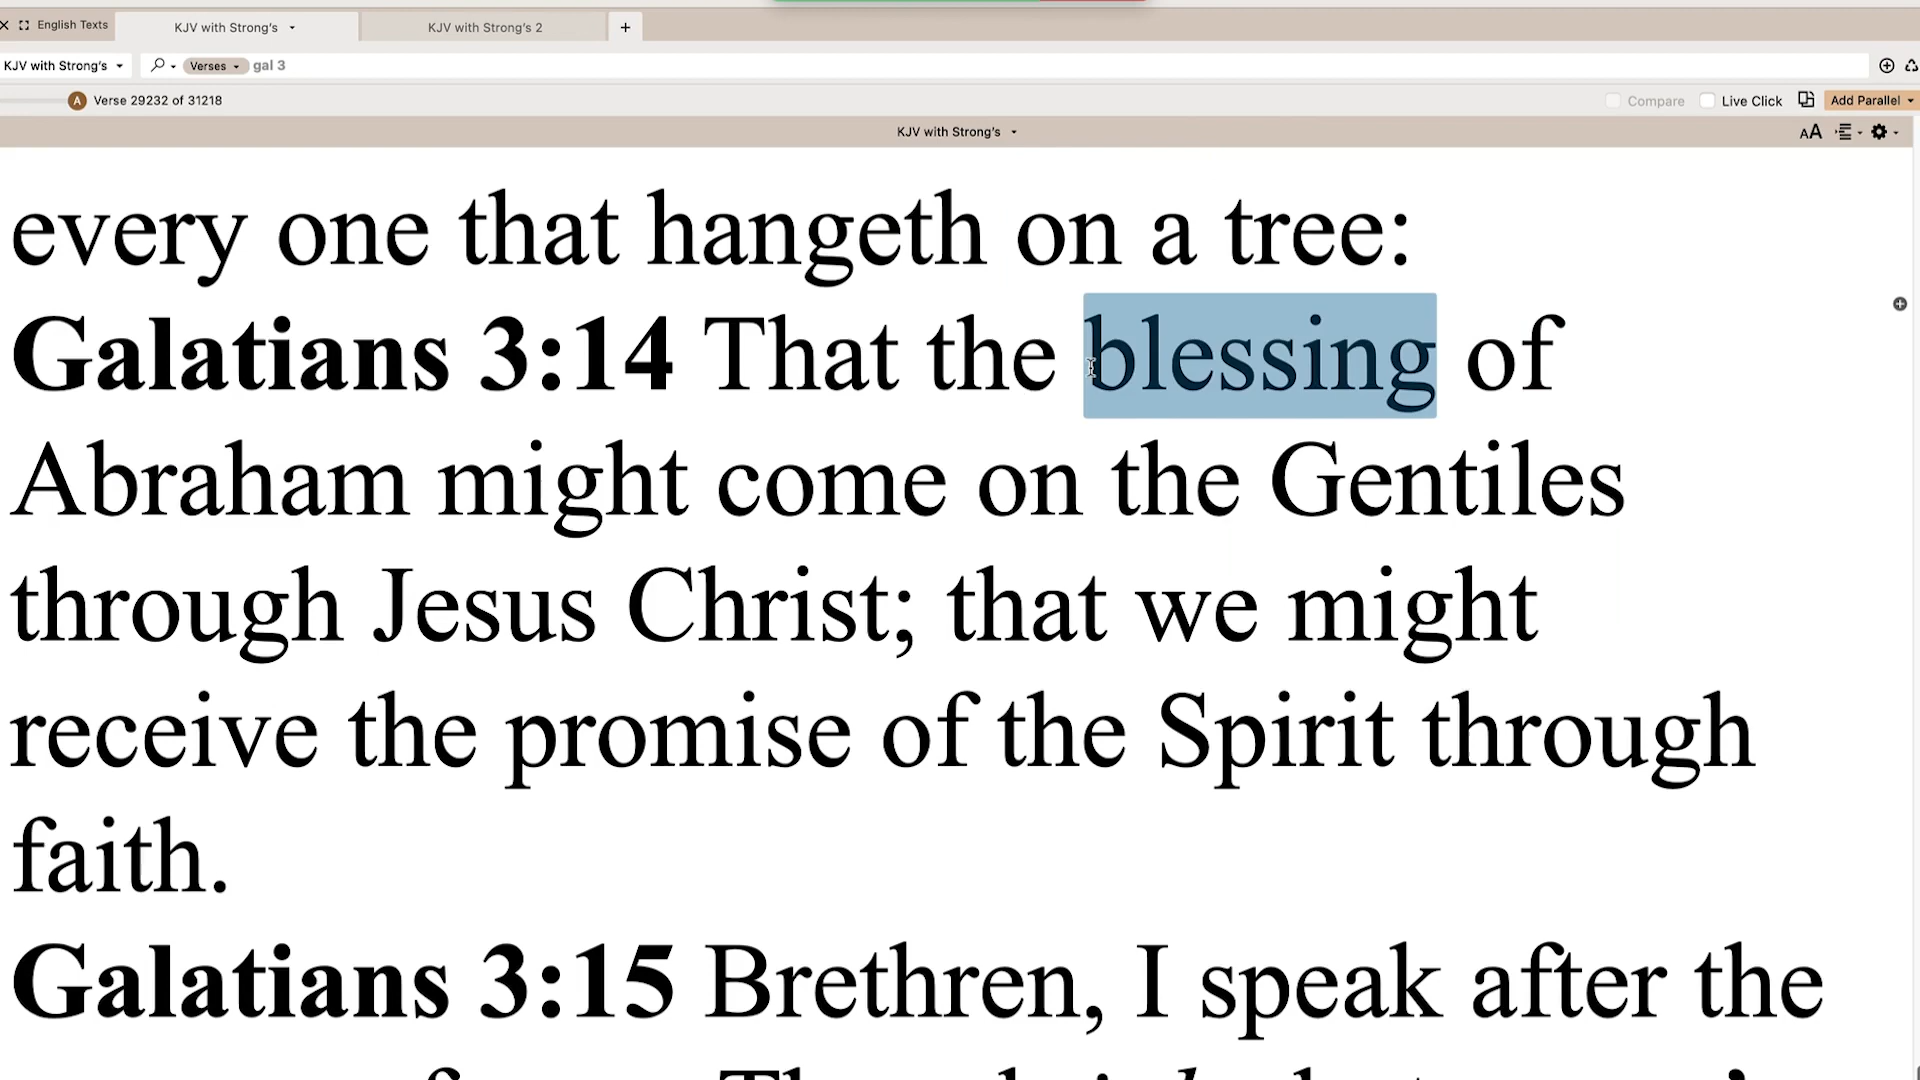 English Texts
KJV with Strong's
KJV with Strong's 2
KJV with Strong's
Verses
gal 3
A
Verse 29232 of 31218
Compare
Live Click
Add Parallel
KJV with Strong's
AA
every one that hangeth on a tree:
Galatians 3:14 That the blessing of
Abraham might come on the Gentiles
through Jesus Christ; that we might
receive the promise of the Spirit through
faith.
Galatians 3:15 Brethren, I speak after the